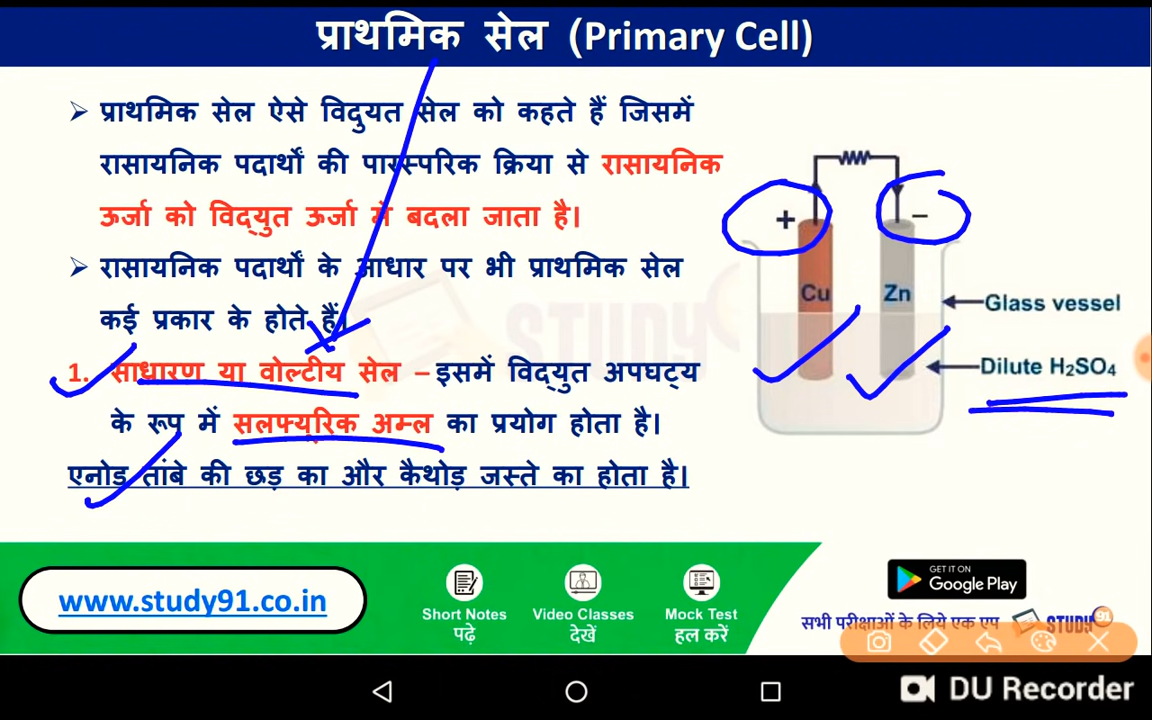 प्राथमिक सेल (Primary Cell)
➢ प्राथमिक सेल ऐसे विद्युयत सेल को कहते हैं जिसमें
रासायनिक पदार्थों की पारस्परिक क्रिया से रासायनिक
ऊर्जा को विद्युत ऊर्जा में बदला जाता है।
➢ रासायनिक पदार्थों के आधार पर भी प्राथमिक सेल
कई प्रकार के होते हैं।
1. साधारण या वोल्टीय सेल – इसमें विद्युत अपघट्य
के रूप में सलफ्यूरिक अम्ल का प्रयोग होता है।
एनोड तांबे की छड़ का और कैथोड़ जस्ते का होता है।
+
−
Cu
Zn
Glass vessel
Dilute H₂SO₄
STUDY
www.study91.co.in
Short Notes
पढ़े
Video Classes
देखें
Mock Test
हल करें
GET IT ON
Google Play
सभी परीक्षाओं के लिये एक एप
STUDY 91
DU Recorder